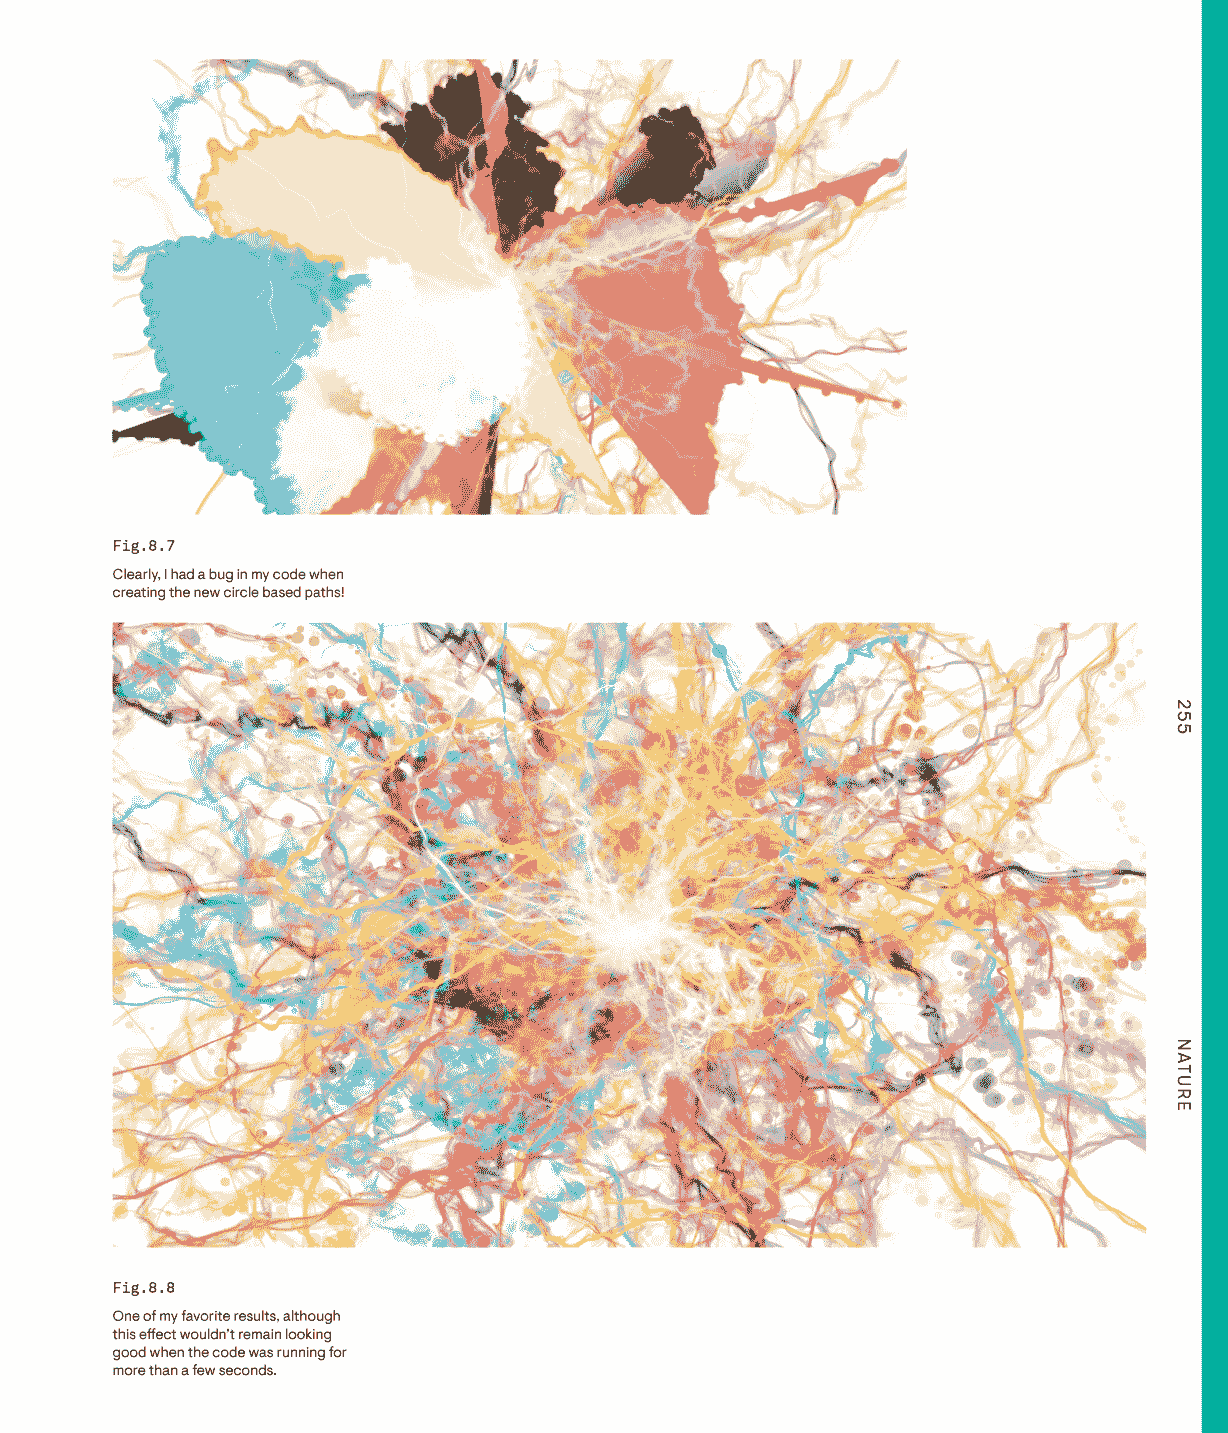 Fig.8.7
Clearly, I had a bug in my code when
creating the new circle based paths!
255
NATURE
Fig.8.8
One of my favorite results, although
this effect wouldn't remain looking
good when the code was running for
more than a few seconds.